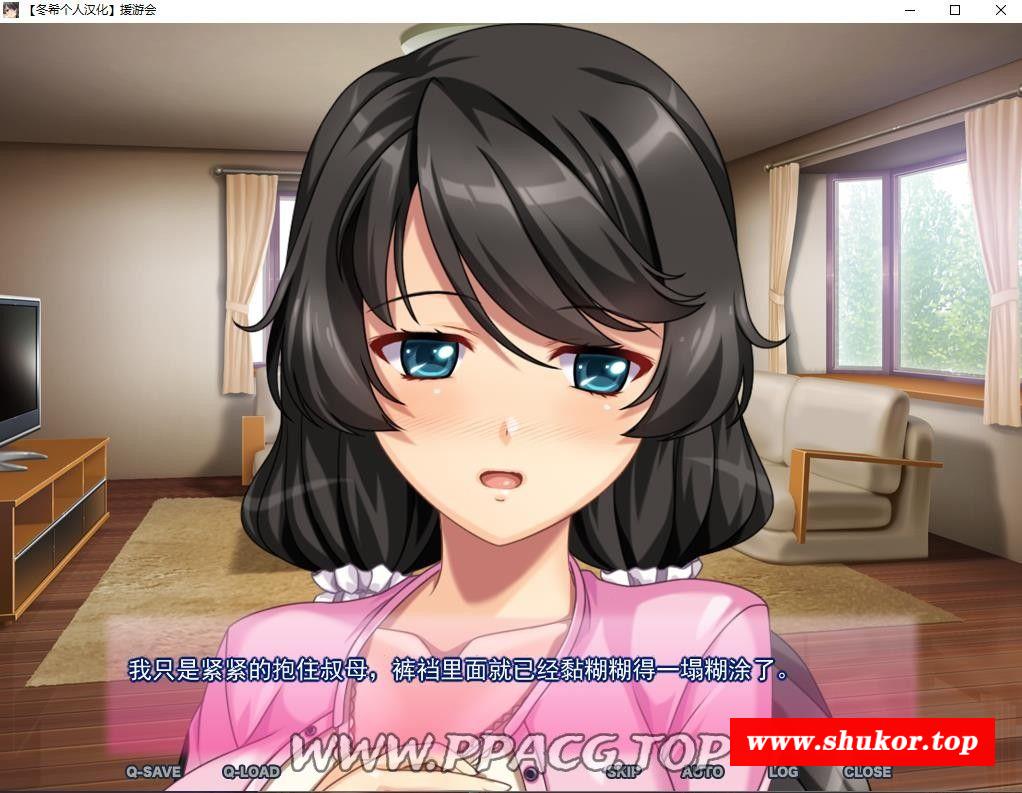 【冬希个人汉化】援游会
我只是紧紧的抱住叔母，裤裆里面就已经黏糊糊得一塌糊涂了。
WWW.PPACG.TOP
www.shukor.top
Q-SAVE Q-LOAD SKIP AUTO LOG CLOSE